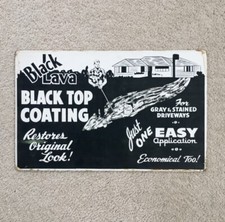 Black
Lava
BLACK TOP
COATING
Restores
Original
Look!
For
GRAY & STAINED
DRIVEWAYS
Just
ONE EASY
Application
Economical Too!